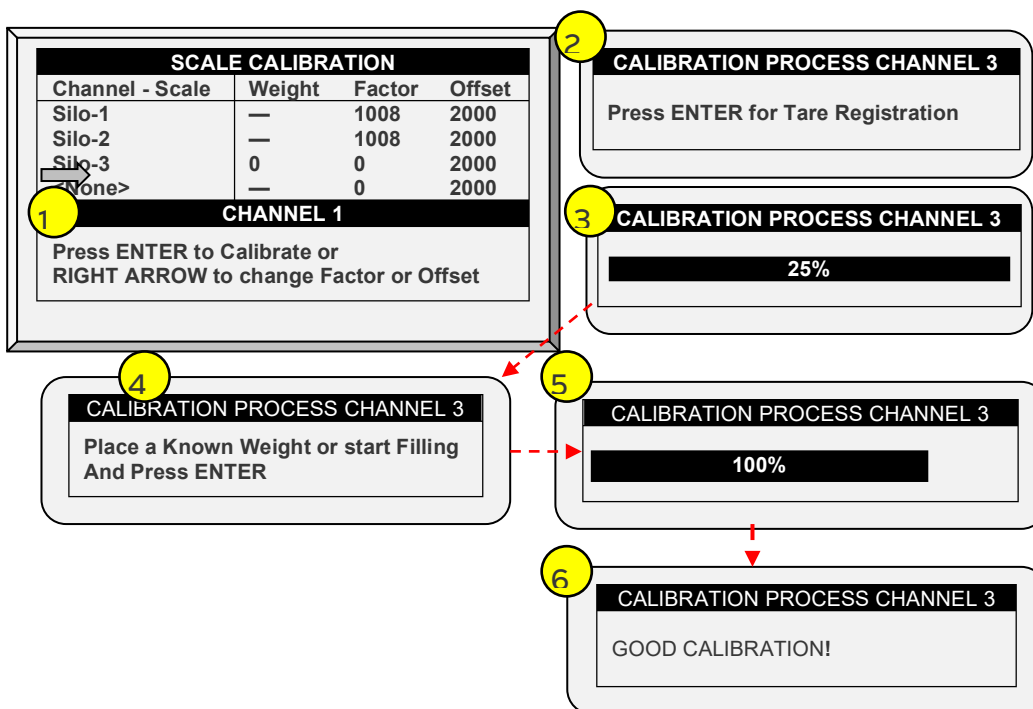 SCALE CALIBRATION
Channel - Scale Weight Factor Offset
Silo-1 — 1008 2000
Silo-2 — 1008 2000
Silo-3 0 0 2000
<None> — 0 2000
1
CHANNEL 1
Press ENTER to Calibrate or
RIGHT ARROW to change Factor or Offset
2
CALIBRATION PROCESS CHANNEL 3
Press ENTER for Tare Registration
3
CALIBRATION PROCESS CHANNEL 3
25%
4
CALIBRATION PROCESS CHANNEL 3
Place a Known Weight or start Filling
And Press ENTER
5
CALIBRATION PROCESS CHANNEL 3
100%
6
CALIBRATION PROCESS CHANNEL 3
GOOD CALIBRATION!